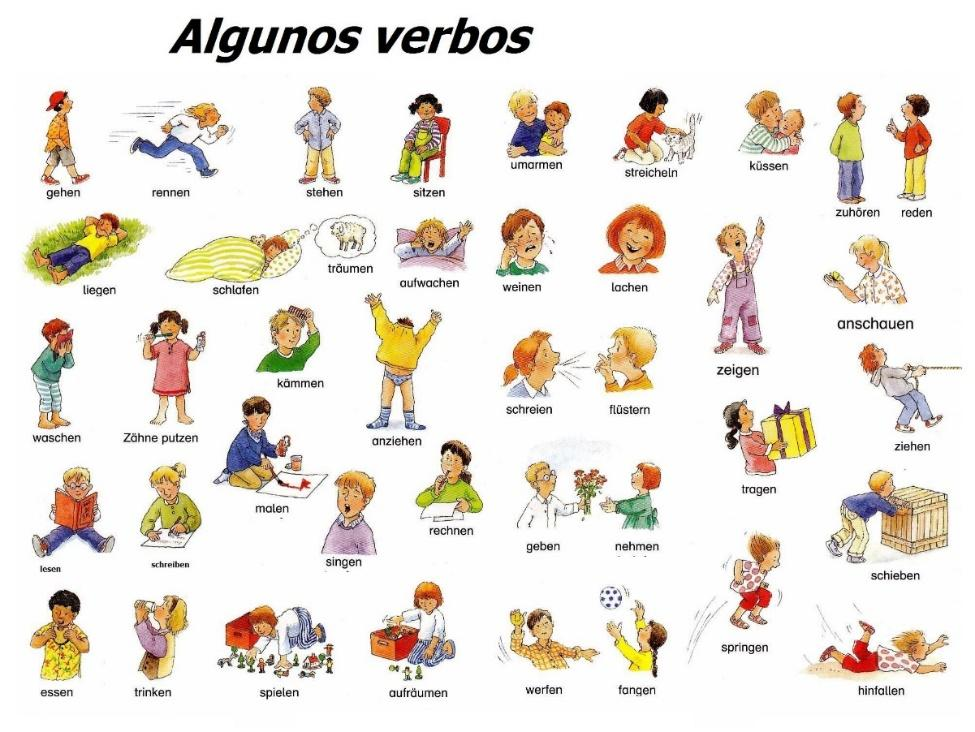 Algunos verbos
gehen
rennen
stehen
sitzen
umarmen
streicheln
küssen
zuhören
reden
liegen
schlafen
träumen
aufwachen
weinen
lachen
zeigen
anschauen
waschen
Zähne putzen
kämmen
anziehen
schreien
flüstern
tragen
ziehen
lesen
schreiben
malen
singen
rechnen
geben
nehmen
schieben
essen
trinken
spielen
aufräumen
werfen
fangen
springen
hinfallen